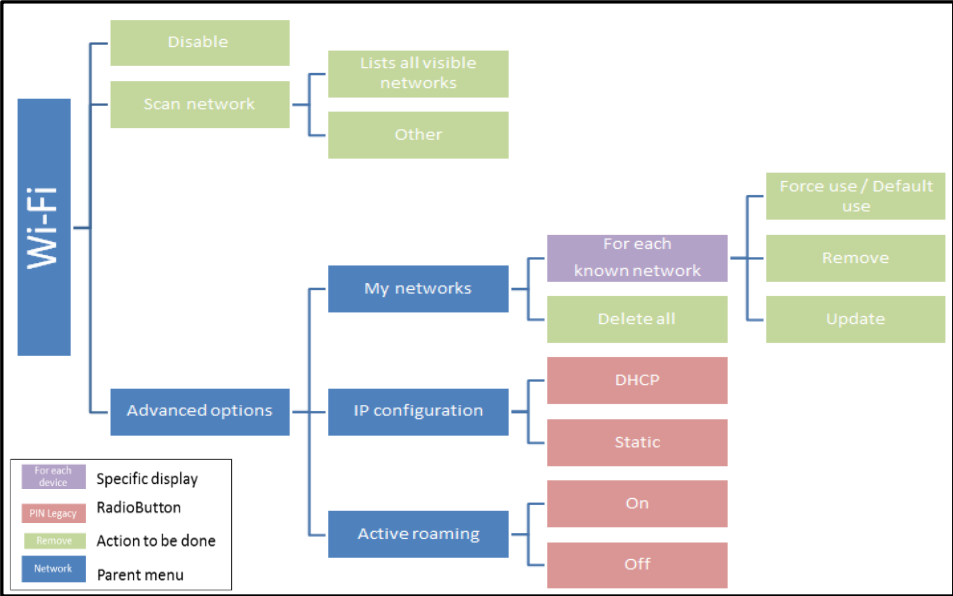 Wi-Fi
Disable
Scan network
Lists all visible
networks
Other
Advanced options
My networks
For each
known network
Force use / Default
use
Remove
Update
Delete all
IP configuration
DHCP
Static
Active roaming
On
Off
For each
device
Specific display
PIN Legacy
RadioButton
Remove
Action to be done
Network
Parent menu